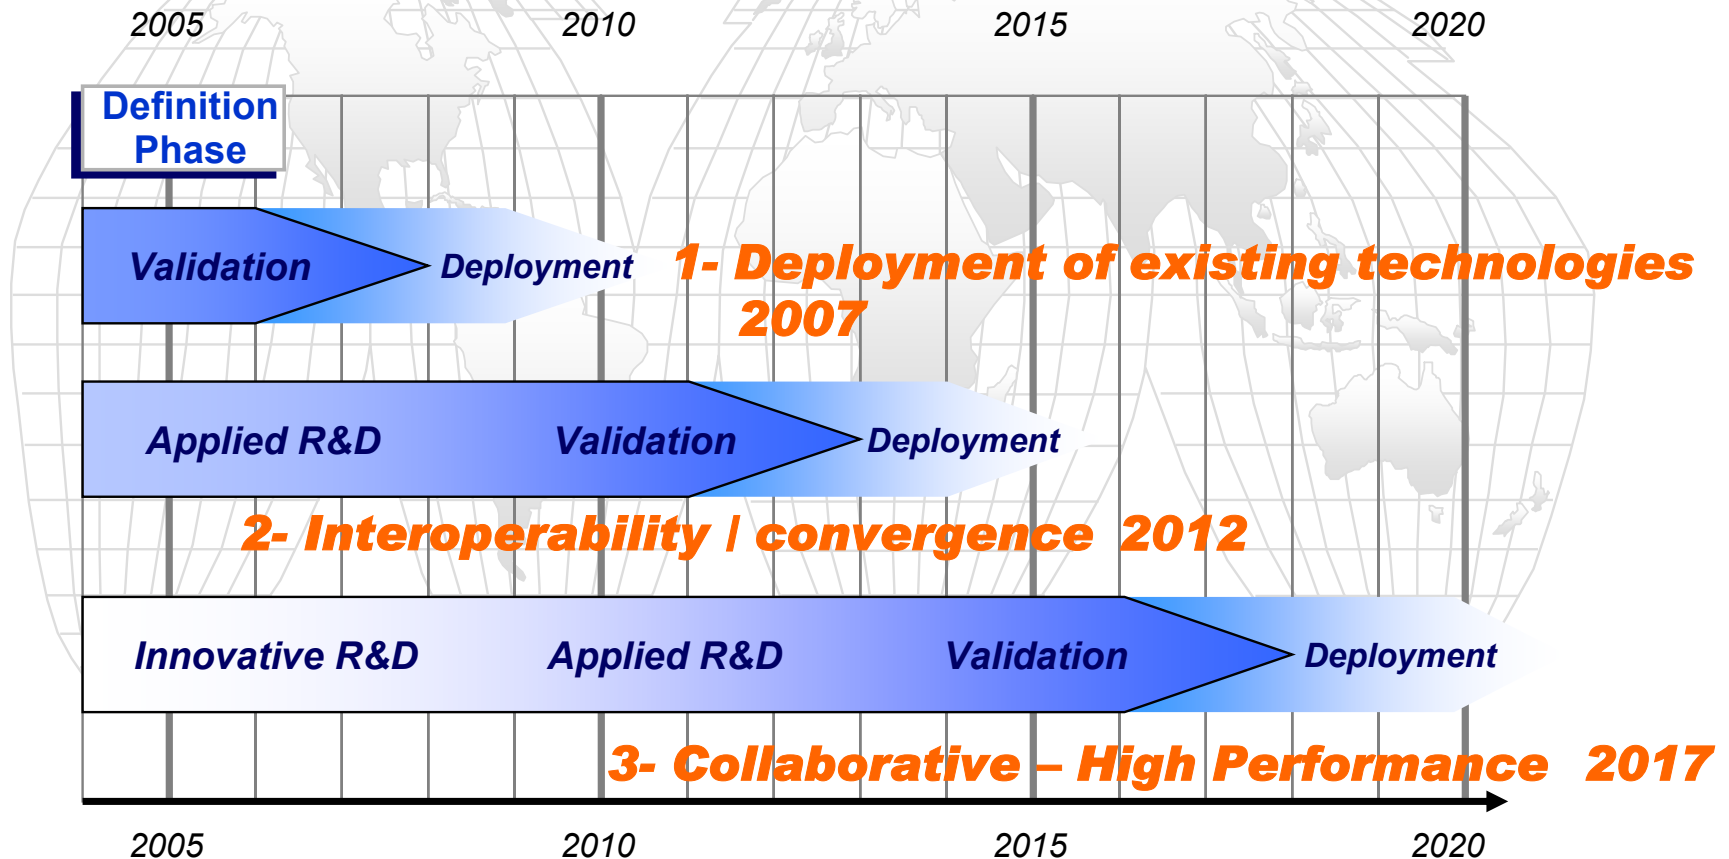 2005 2010 2015 2020
Definition
Phase
Validation Deployment 1- Deployment of existing technologies
2007
Applied R&D Validation Deployment
2- Interoperability / convergence 2012
Innovative R&D Applied R&D Validation Deployment
3- Collaborative – High Performance 2017
2005 2010 2015 2020